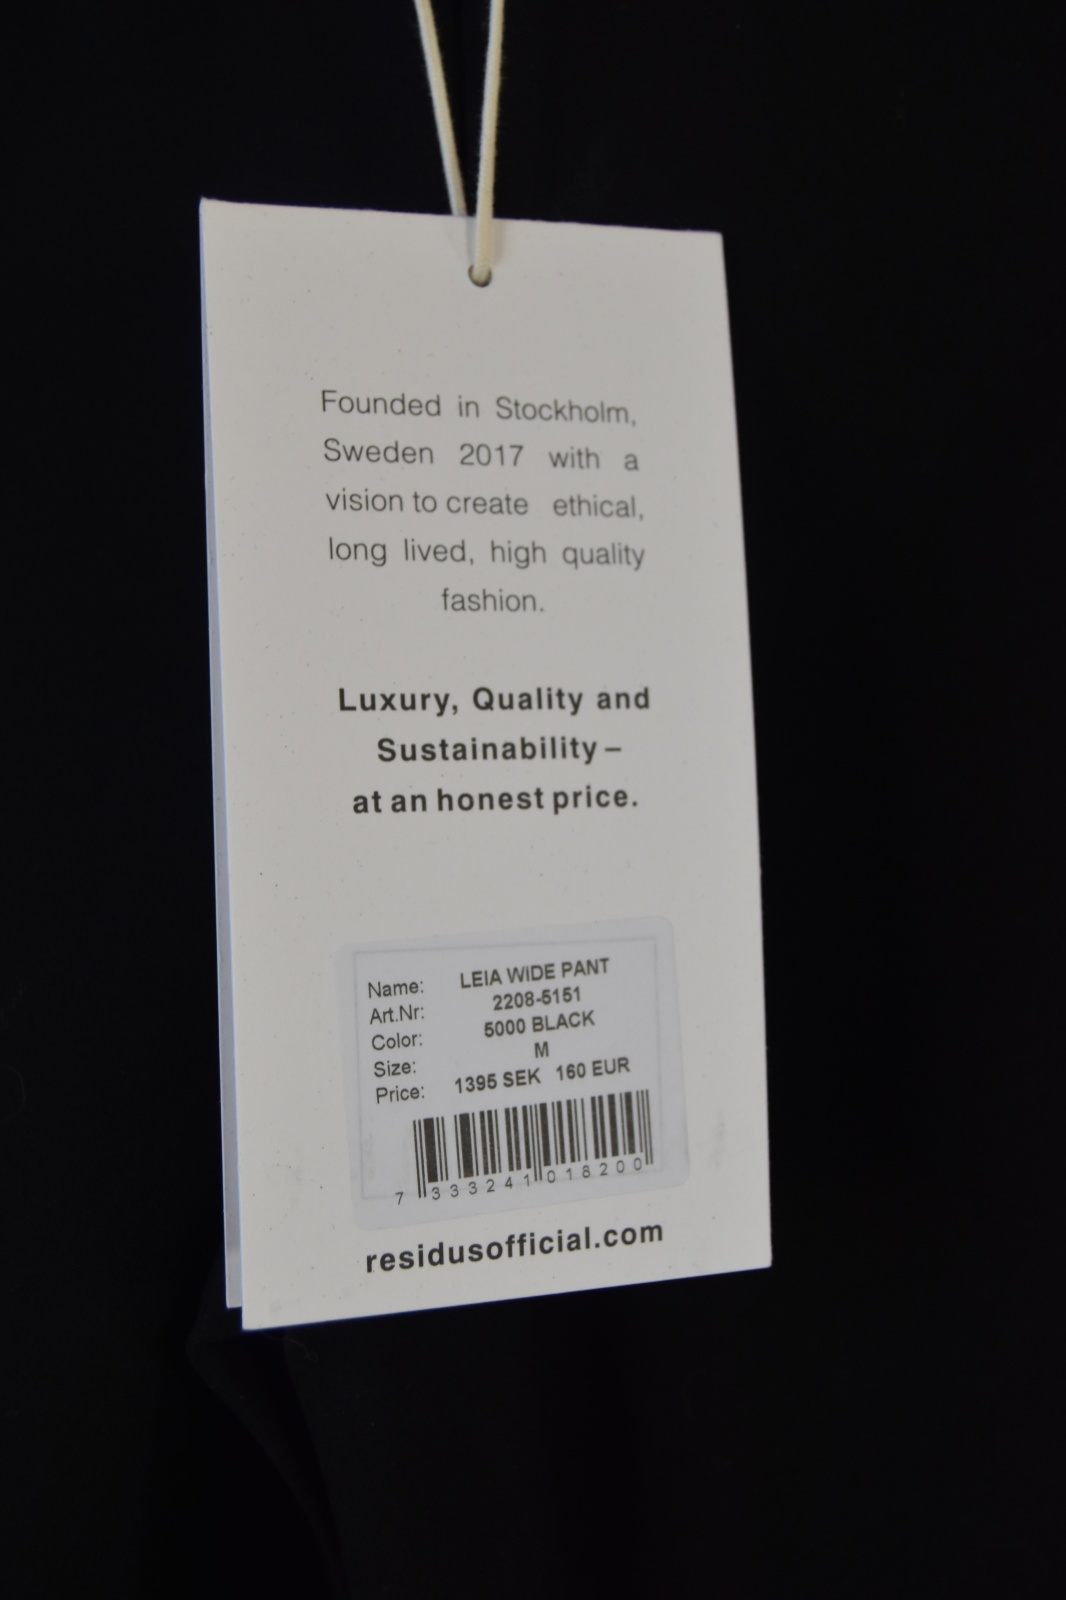 Founded in Stockholm,
Sweden 2017 with a
vision to create ethical,
long lived, high quality
fashion.
Luxury, Quality and
Sustainability –
at an honest price.
Name: LEIA WIDE PANT
Art.Nr: 2208-5151
Color: 5000 BLACK
Size: M
Price: 1395 SEK 160 EUR
7 333241 018200
residusofficial.com